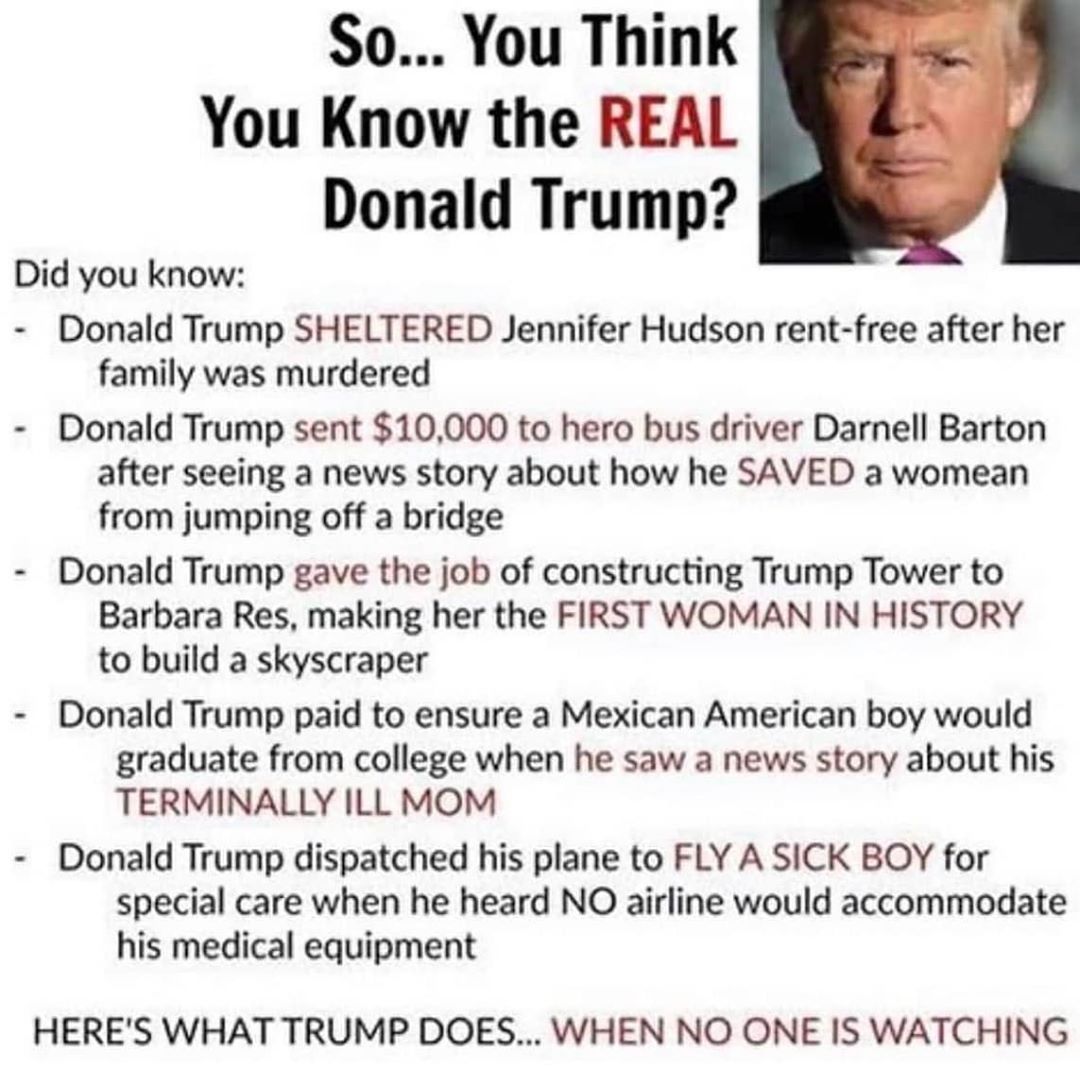 So... You Think
You Know the REAL
Donald Trump?
Did you know:
- Donald Trump SHELTERED Jennifer Hudson rent-free after her
family was murdered
- Donald Trump sent $10,000 to hero bus driver Darnell Barton
after seeing a news story about how he SAVED a womean
from jumping off a bridge
- Donald Trump gave the job of constructing Trump Tower to
Barbara Res, making her the FIRST WOMAN IN HISTORY
to build a skyscraper
- Donald Trump paid to ensure a Mexican American boy would
graduate from college when he saw a news story about his
TERMINALLY ILL MOM
- Donald Trump dispatched his plane to FLY A SICK BOY for
special care when he heard NO airline would accommodate
his medical equipment
HERE'S WHAT TRUMP DOES... WHEN NO ONE IS WATCHING